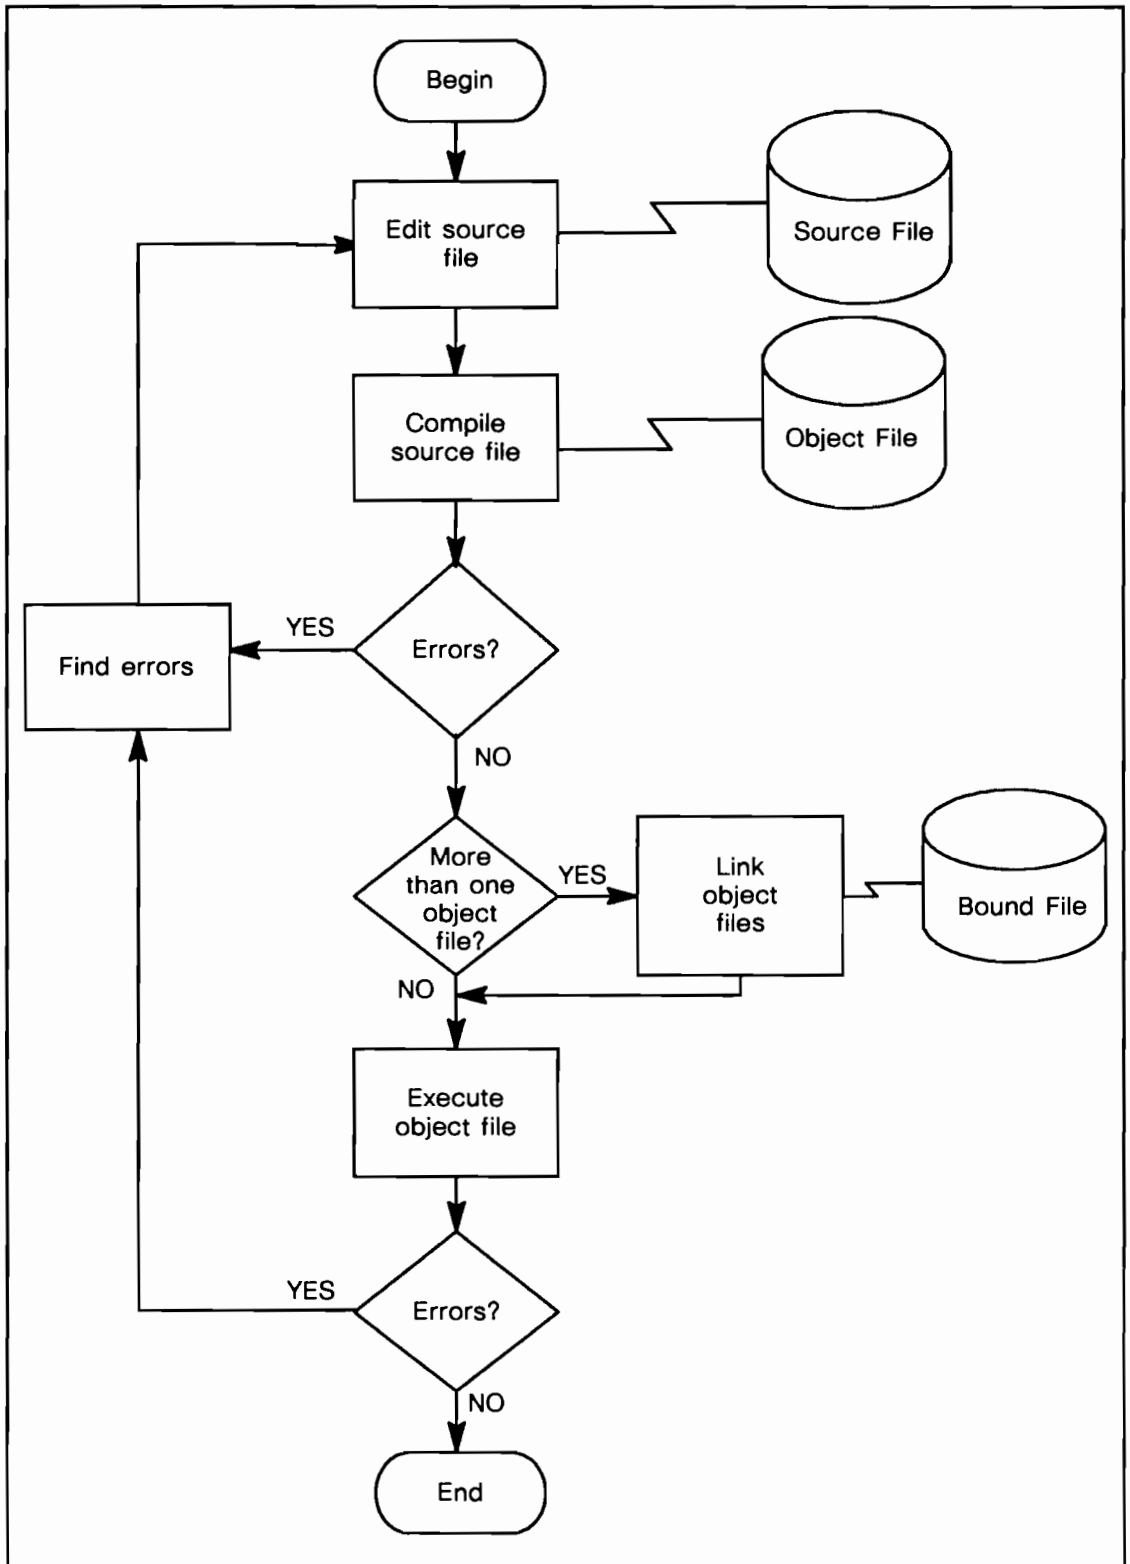 Begin
Edit source
file
Source File
Compile
source file
Object File
YES
Errors?
Find errors
NO
More
than one
object
file?
YES
Link
object
files
Bound File
NO
Execute
object file
YES
Errors?
NO
End